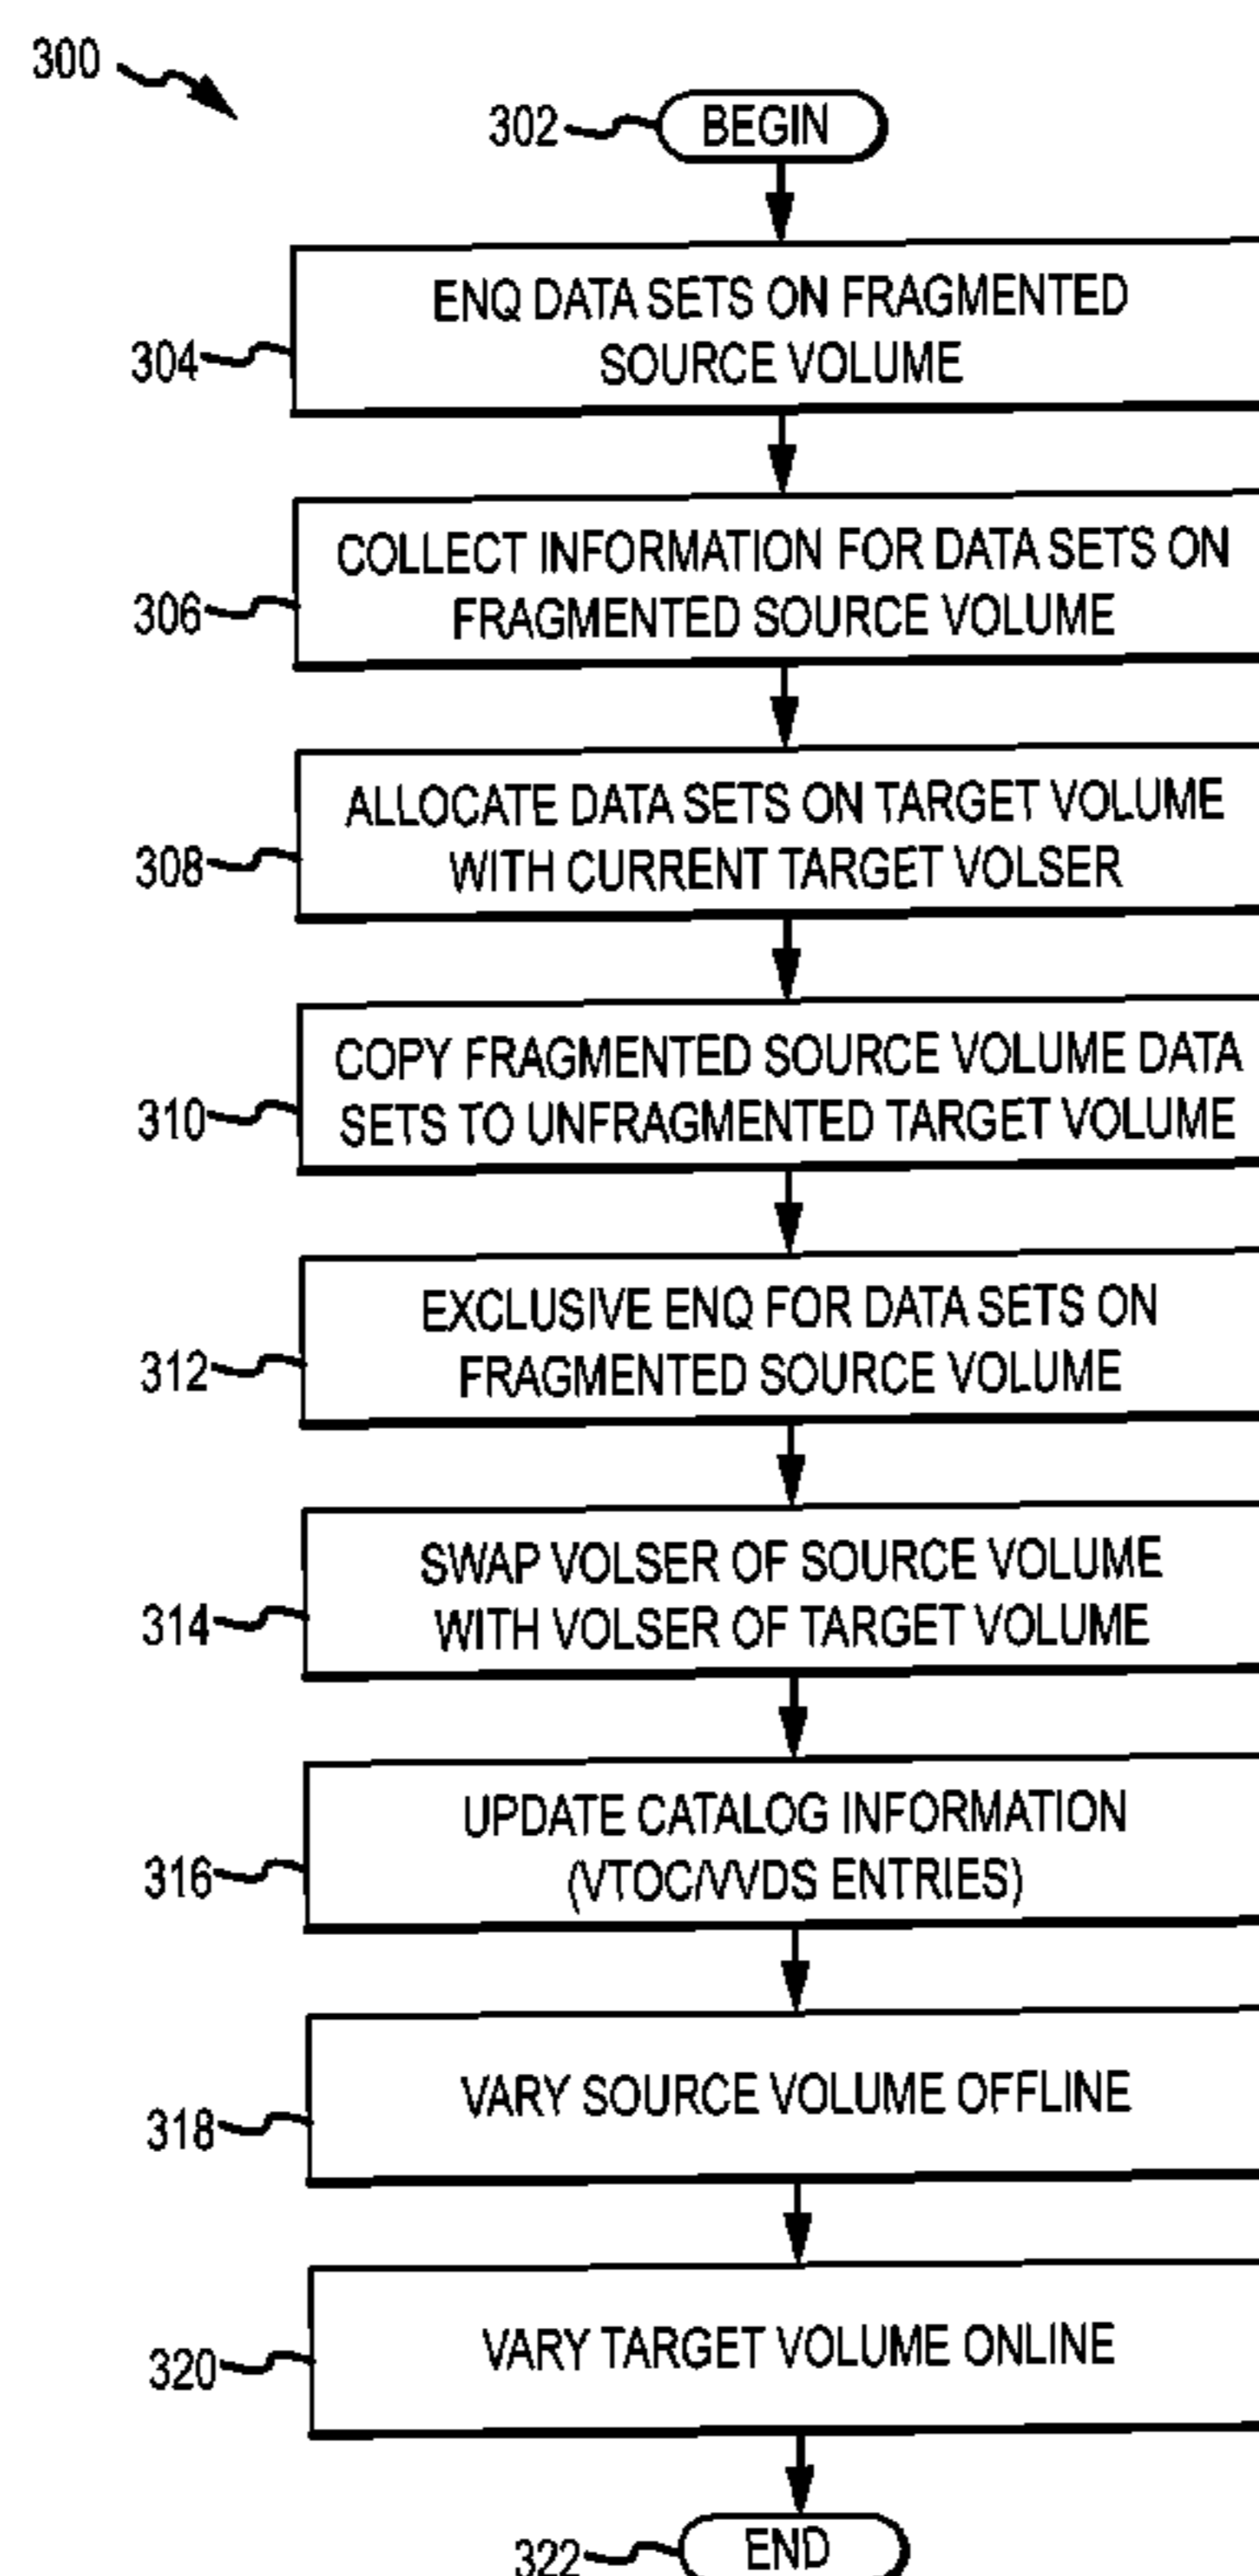 300
302
BEGIN
304
ENQ DATA SETS ON FRAGMENTED
SOURCE VOLUME
306
COLLECT INFORMATION FOR DATA SETS ON
FRAGMENTED SOURCE VOLUME
308
ALLOCATE DATA SETS ON TARGET VOLUME
WITH CURRENT TARGET VOLSER
310
COPY FRAGMENTED SOURCE VOLUME DATA
SETS TO UNFRAGMENTED TARGET VOLUME
312
EXCLUSIVE ENQ FOR DATA SETS ON
FRAGMENTED SOURCE VOLUME
314
SWAP VOLSER OF SOURCE VOLUME
WITH VOLSER OF TARGET VOLUME
316
UPDATE CATALOG INFORMATION
(VTOC/VVDS ENTRIES)
318
VARY SOURCE VOLUME OFFLINE
320
VARY TARGET VOLUME ONLINE
322
END